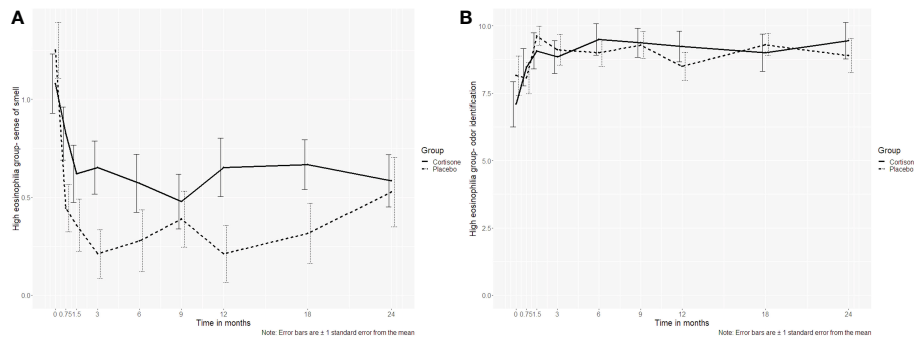 A
High eosinophilia group- sense of smell
1.0
0.5
0.0
0 0.75 1.5 3 6 9 12 18 24
Time in months
Note: Error bars are ± 1 standard error from the mean
Group
Cortisone
Placebo
B
High eosinophilia group- odor identification
10.0
7.5
5.0
2.5
0.0
0 0.75 1.5 3 6 9 12 18 24
Time in months
Note: Error bars are ± 1 standard error from the mean
Group
Cortison
Placebo